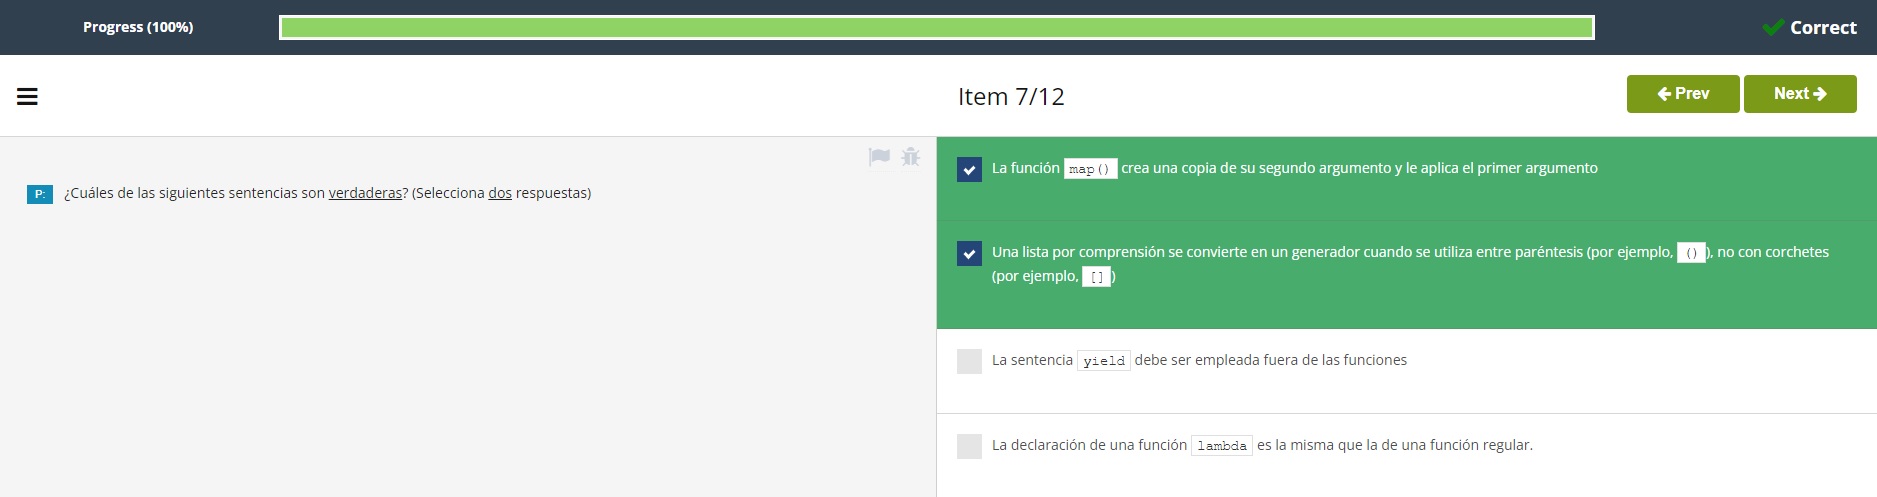 Progress (100%)
Correct
Item 7/12
Prev
Next
P: ¿Cuáles de las siguientes sentencias son verdaderas? (Selecciona dos respuestas)
La función map() crea una copia de su segundo argumento y le aplica el primer argumento
Una lista por comprensión se convierte en un generador cuando se utiliza entre paréntesis (por ejemplo, () ), no con corchetes
(por ejemplo, [] )
La sentencia yield debe ser empleada fuera de las funciones
La declaración de una función lambda es la misma que la de una función regular.